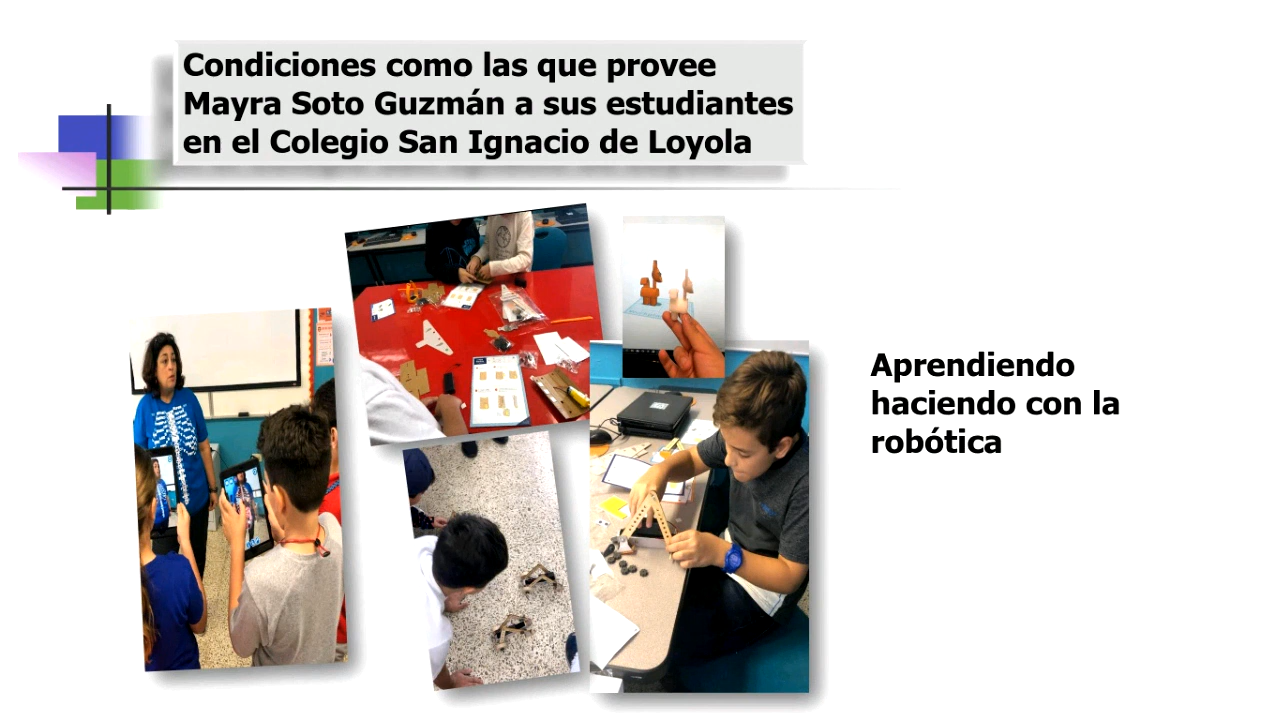 Condiciones como las que provee
Mayra Soto Guzmán a sus estudiantes
en el Colegio San Ignacio de Loyola
Aprendiendo
haciendo con la
robótica